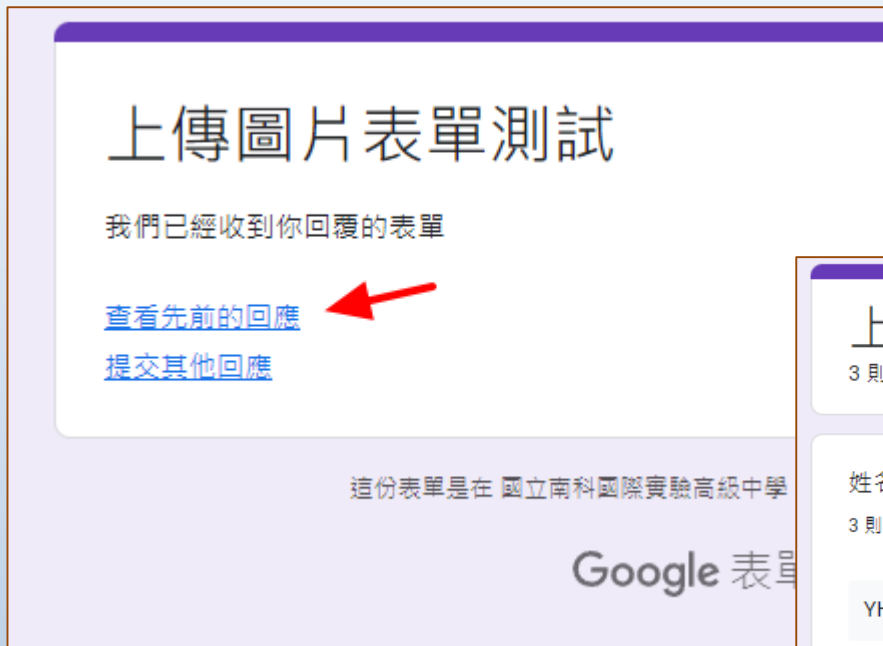 上傳圖片表單測試
我們已經收到你回覆的表單
查看先前的回應
提交其他回應
這份表單是在 國立南科國際實驗高級中學
Google 表單
上
3 則
姓名
3 則
YH